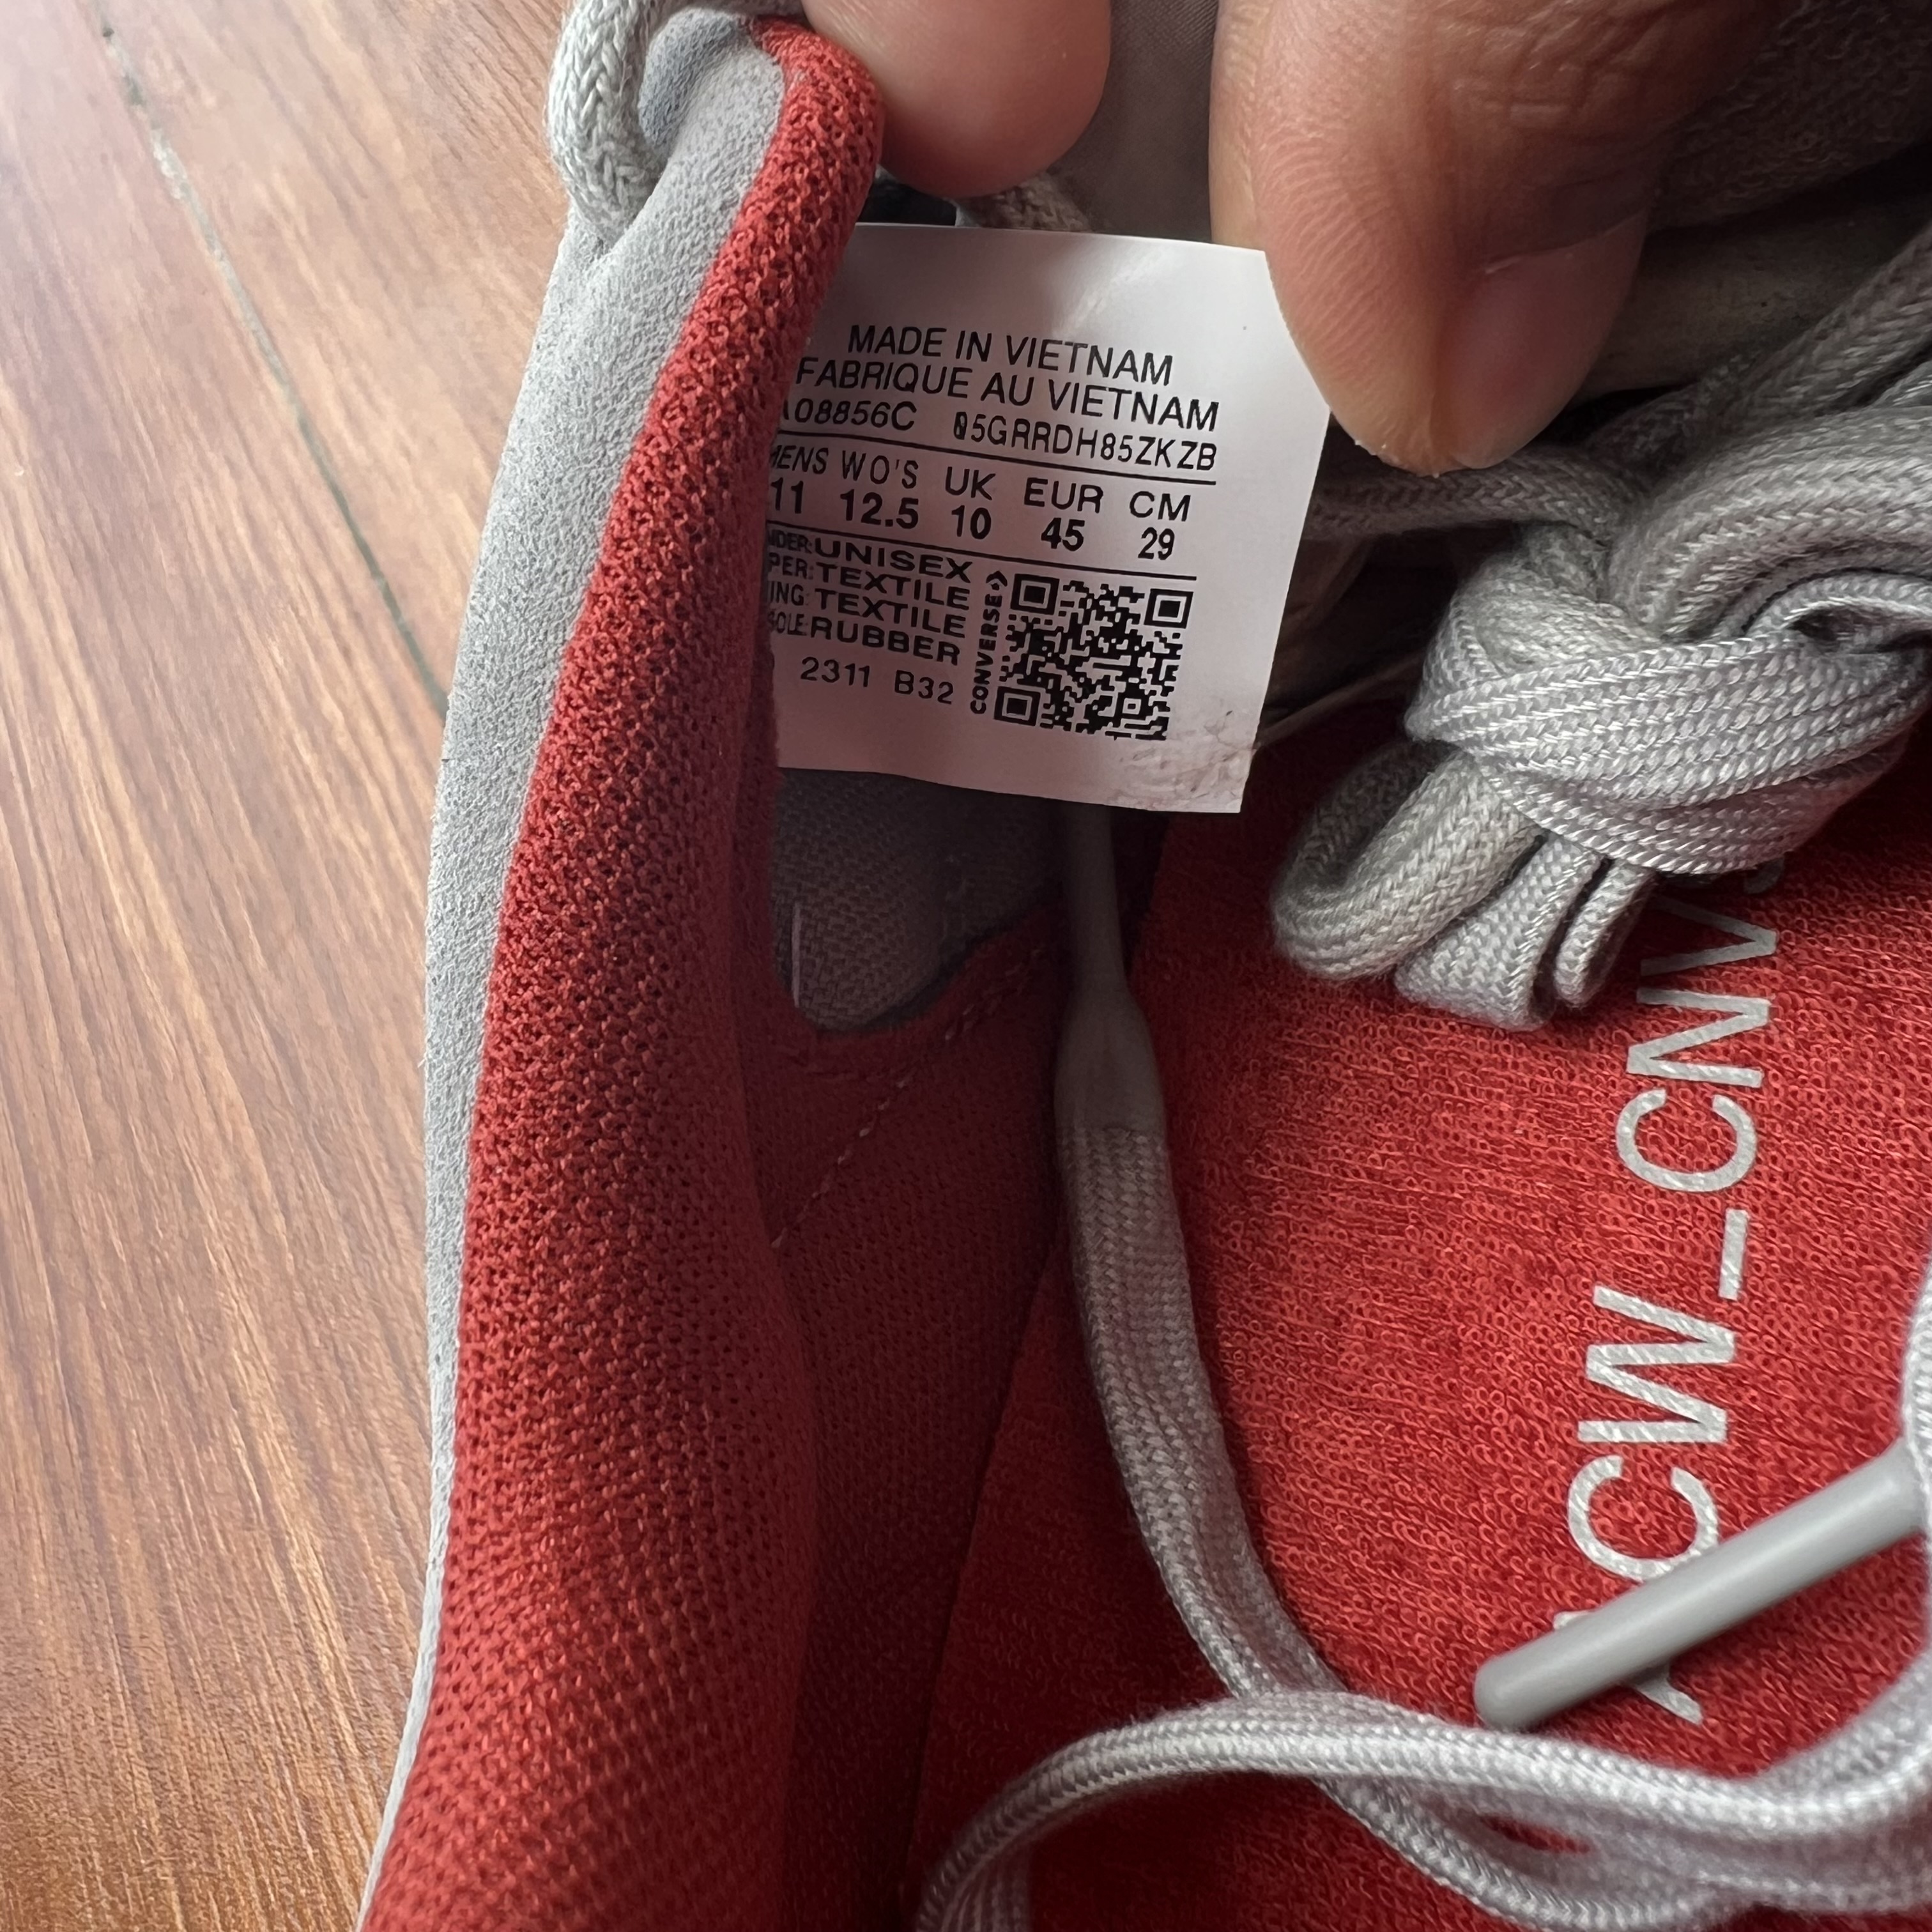 MADE IN VIETNAM
FABRIQUE AU VIETNAM
A08856C 05GRRDH85ZKZB
MENS WO'S UK EUR CM
11 12.5 10 45 29
UNISEX
TEXTILE
TEXTILE
RUBBER
2311 B32
CONVERSE
ACW_CNV